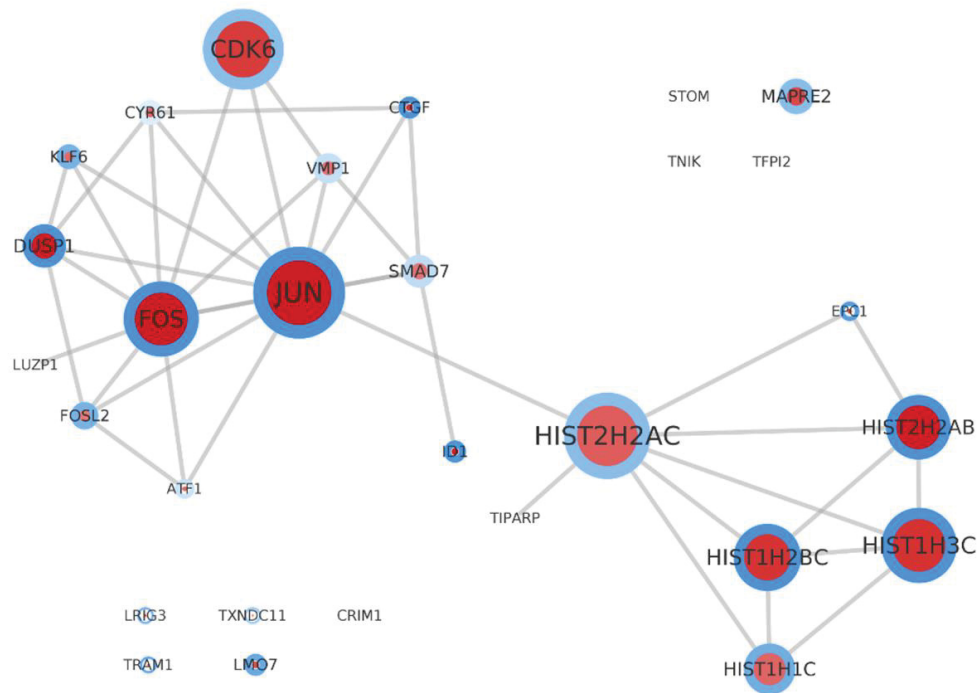 CDK6
STOM
MAPRE2
CYR61
CTGF
KLF6
VMP1
TNIK
TFPI2
DUSP1
SMAD7
JUN
FOS
EPC1
LUZP1
FOSL2
HIST2H2AC
HIST2H2AB
ID1
ATF1
TIPARP
HIST1H2BC
HIST1H3C
LRIG3
TXNDC11
CRIM1
TRAM1
LMO7
HIST1H1C